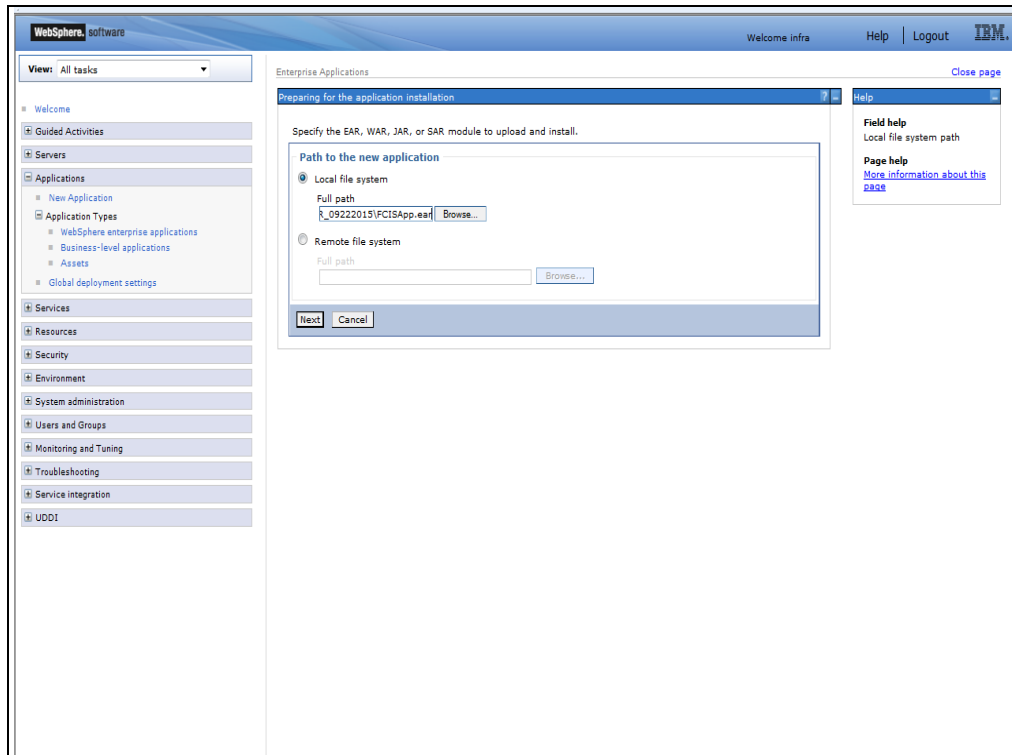 WebSphere. software
Welcome infra
Help
Logout
IBM.
View: All tasks
Welcome
Guided Activities
Servers
Applications
New Application
Application Types
WebSphere enterprise applications
Business-level applications
Assets
Global deployment settings
Services
Resources
Security
Environment
System administration
Users and Groups
Monitoring and Tuning
Troubleshooting
Service integration
UDDI
Enterprise Applications
Close page
Preparing for the application installation
?
Specify the EAR, WAR, JAR, or SAR module to upload and install.
Path to the new application
Local file system
Full path
R_09222015\FCISApp.ear
Browse...
Remote file system
Full path
Browse...
Next
Cancel
Help
Field help
Local file system path
Page help
More information about this
page